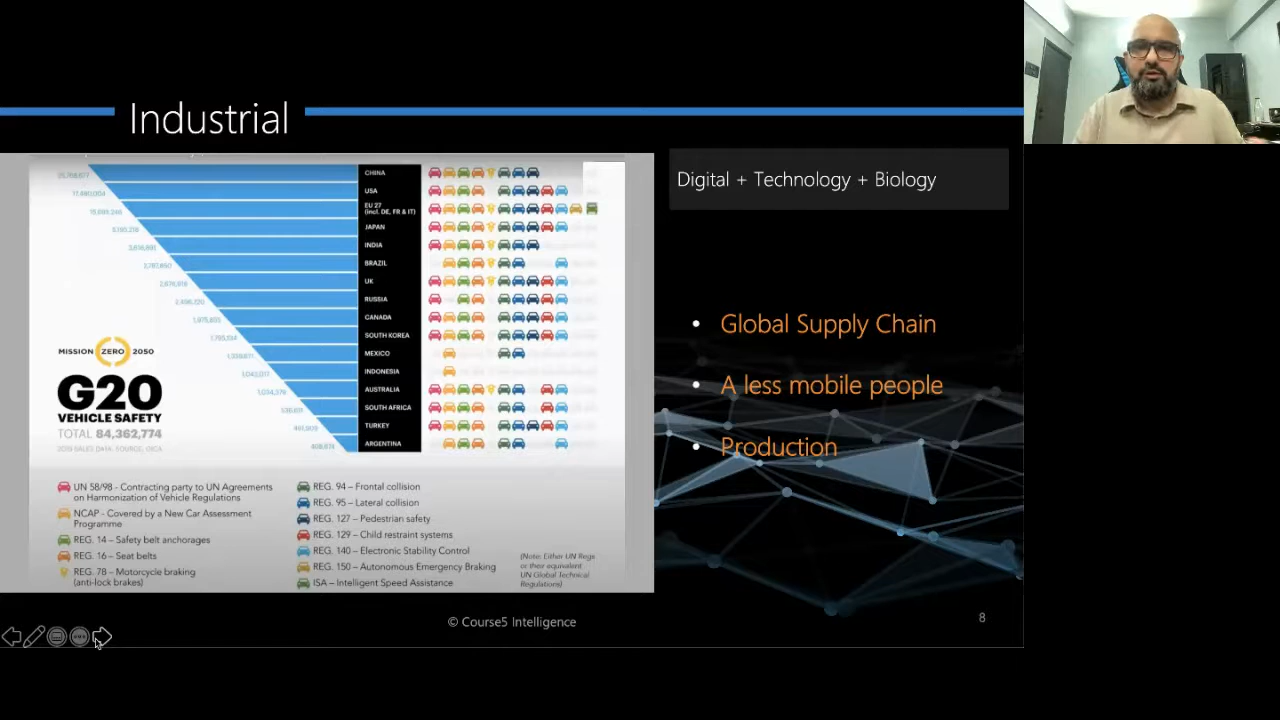 Industrial
Digital + Technology + Biology
• Global Supply Chain
• A less mobile people
• Production
CHINA
17,480,004 USA
EU 27
(incl. DE, FR & IT)
JAPAN
INDIA
BRAZIL
UK
RUSSIA
CANADA
SOUTH KOREA
MEXICO
INDONESIA
AUSTRALIA
SOUTH AFRICA
TURKEY
ARGENTINA
MISSION ZERO 2050
G20
VEHICLE SAFETY
TOTAL 84,362,774
2019 SALES DATA. SOURCE, OICA
UN 58/98 - Contracting party to UN Agreements
on Harmonization of Vehicle Regulations
NCAP - Covered by a New Car Assessment
Programme
REG. 14 – Safety belt anchorages
REG. 16 – Seat belts
REG. 78 – Motorcycle braking
(anti-lock brakes)
REG. 94 – Frontal collision
REG. 95 – Lateral collision
REG. 127 – Pedestrian safety
REG. 129 – Child restraint systems
REG. 140 – Electronic Stability Control
REG. 150 – Autonomous Emergency Braking
ISA – Intelligent Speed Assistance
(Note: Either UN Regs
or their equivalent
UN Global Technical
Regulations)
© Course5 Intelligence
8